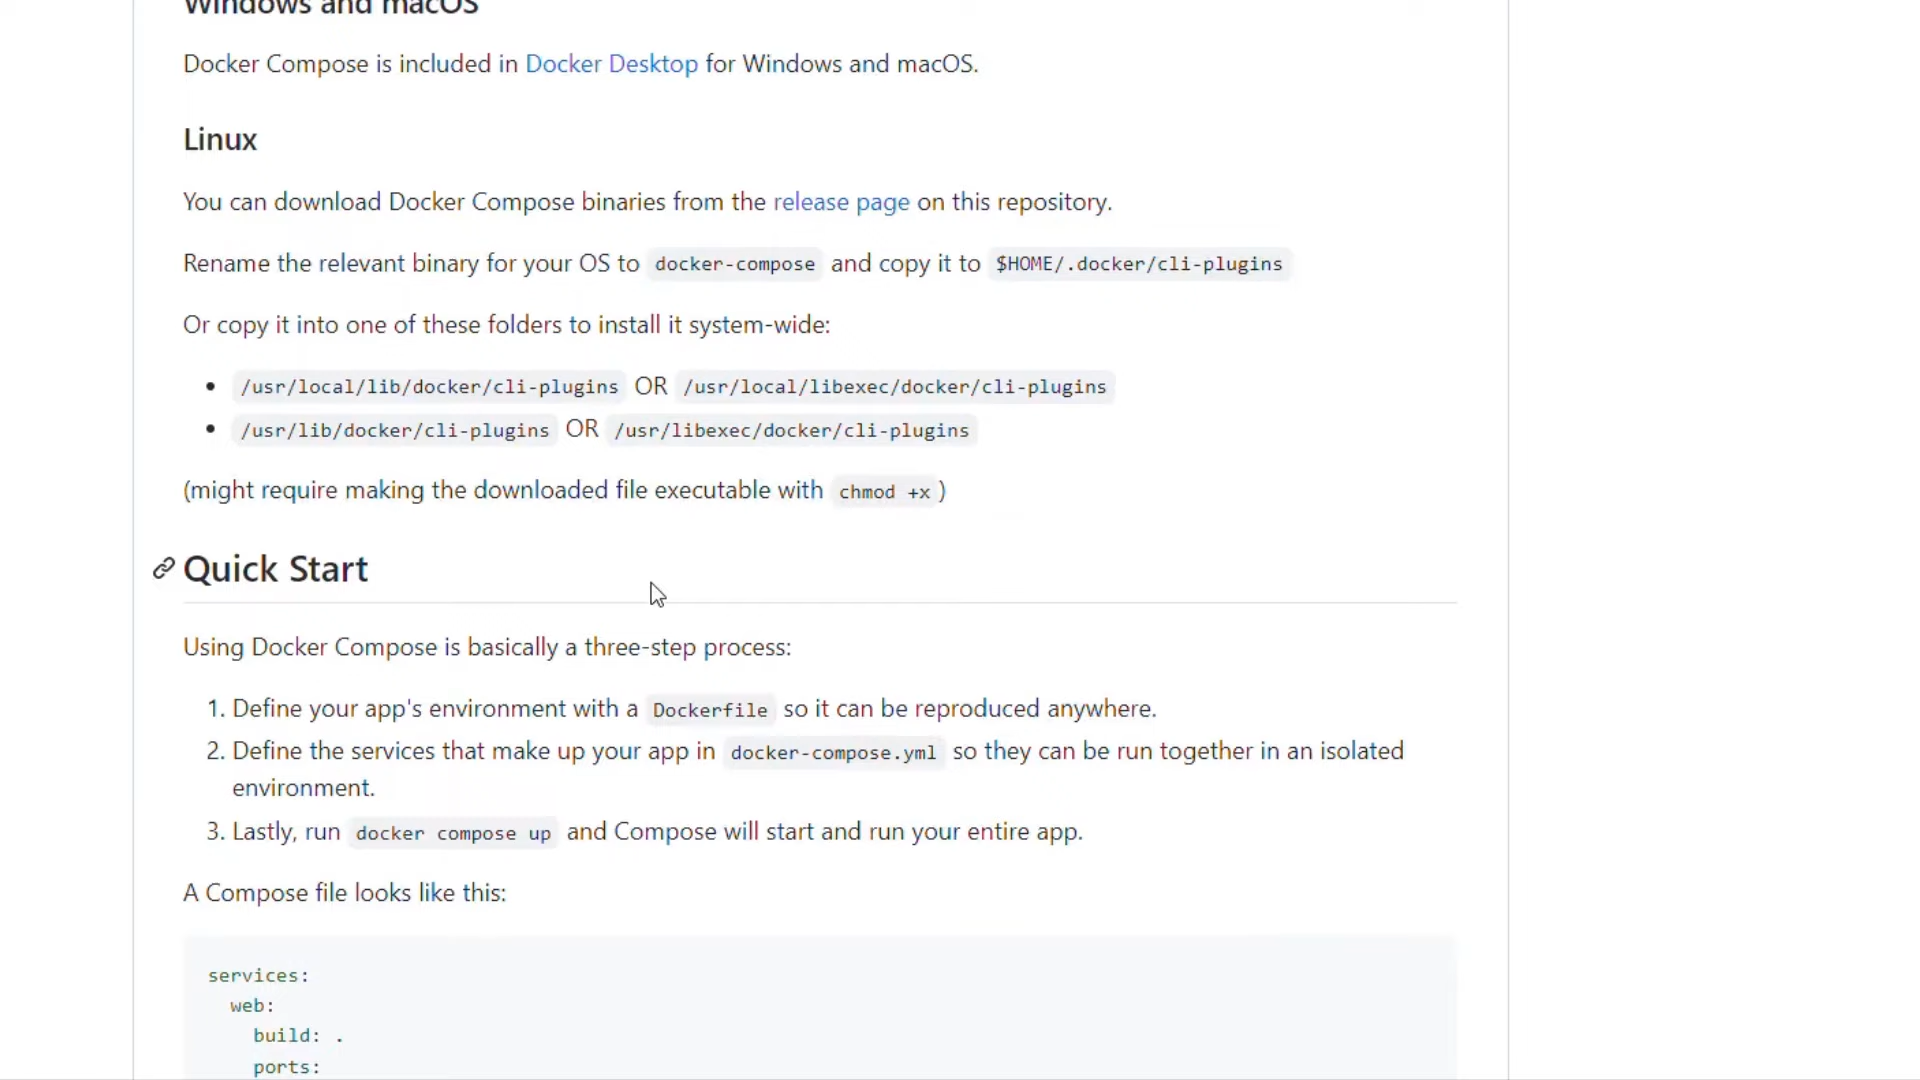 Windows and macOS
Docker Compose is included in Docker Desktop for Windows and macOS.
Linux
You can download Docker Compose binaries from the release page on this repository.
Rename the relevant binary for your OS to docker-compose and copy it to $HOME/.docker/cli-plugins
Or copy it into one of these folders to install it system-wide:
• /usr/local/lib/docker/cli-plugins OR /usr/local/libexec/docker/cli-plugins
• /usr/lib/docker/cli-plugins OR /usr/libexec/docker/cli-plugins
(might require making the downloaded file executable with chmod +x )
Quick Start
Using Docker Compose is basically a three-step process:
1. Define your app's environment with a Dockerfile so it can be reproduced anywhere.
2. Define the services that make up your app in docker-compose.yml so they can be run together in an isolated
environment.
3. Lastly, run docker compose up and Compose will start and run your entire app.
A Compose file looks like this:
services:
  web:
    build: .
    ports: